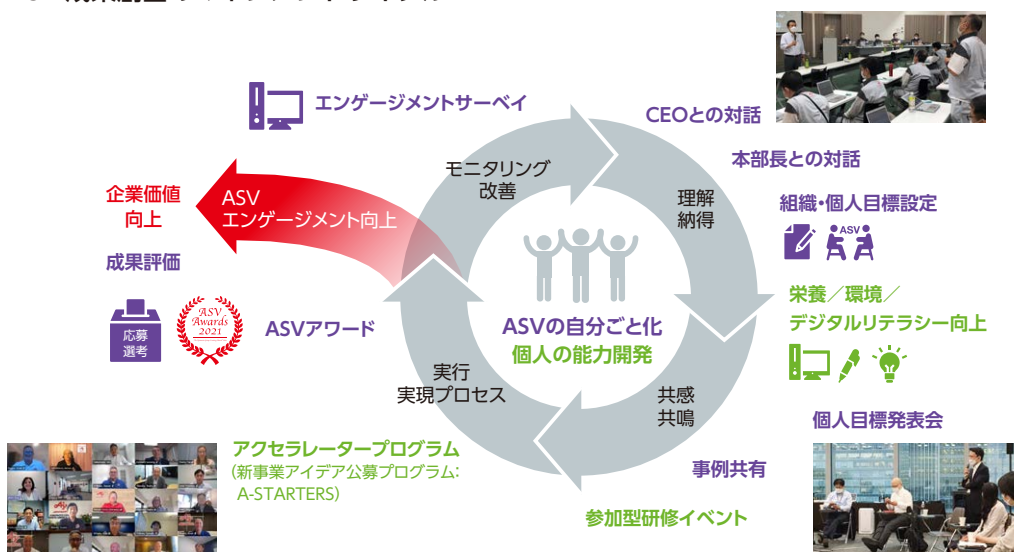 エンゲージメントサーベイ
CEOとの対話
本部長との対話
モニタリング
改善
理解
納得
組織・個人目標設定
ASV
企業価値
向上
ASV
エンゲージメント向上
成果評価
応募
選考
ASV
Awards
2021
ASVアワード
ASVの自分ごと化
個人の能力開発
栄養／環境／
デジタルリテラシー向上
実行
実現プロセス
共感
共鳴
個人目標発表会
アクセラレータープログラム
（新事業アイデア公募プログラム：
A-STARTERS）
事例共有
参加型研修イベント